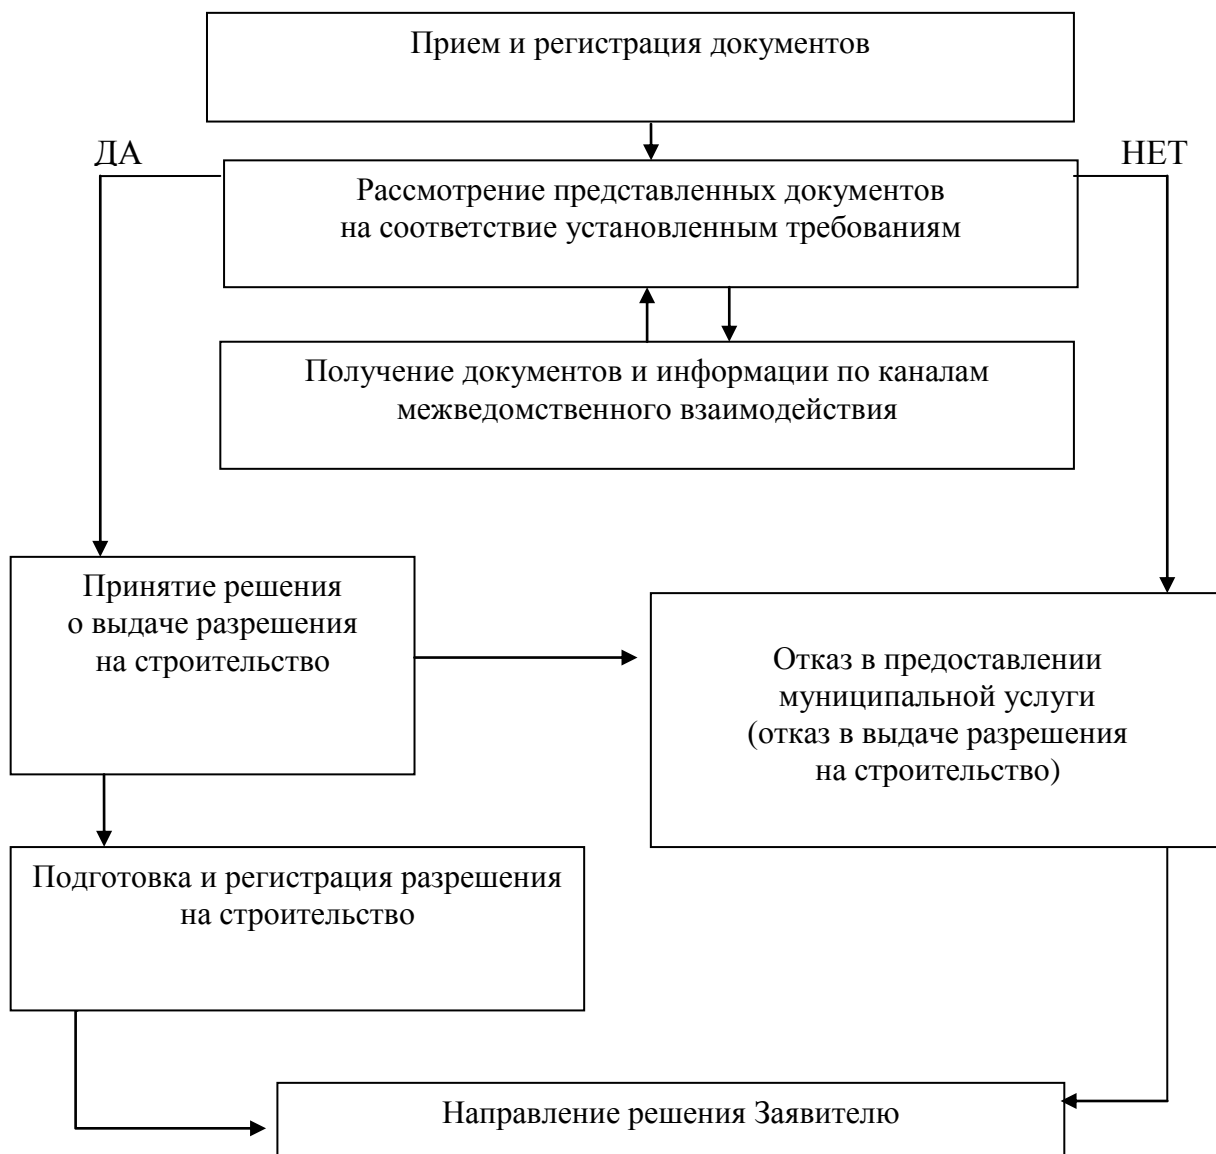 Прием и регистрация документов
ДА
НЕТ
Рассмотрение представленных документов
на соответствие установленным требованиям
Получение документов и информации по каналам
межведомственного взаимодействия
Принятие решения
о выдаче разрешения
на строительство
Отказ в предоставлении
муниципальной услуги
(отказ в выдаче разрешения
на строительство)
Подготовка и регистрация разрешения
на строительство
Направление решения Заявителю